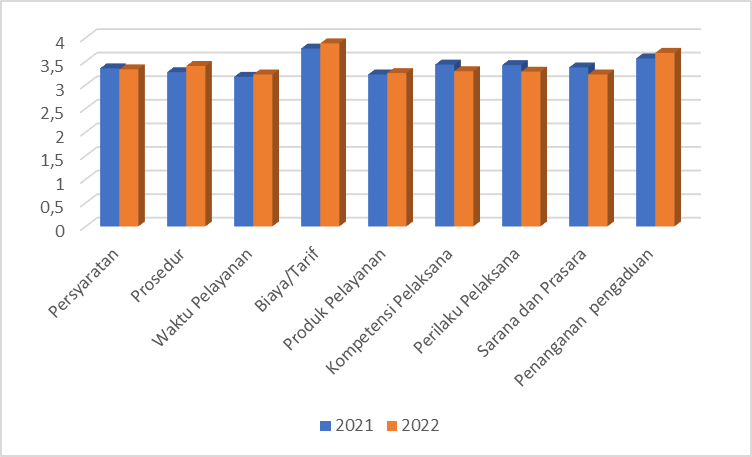 4
3,5
3
2,5
2
1,5
1
0,5
0
Persyaratan
Prosedur
Waktu Pelayanan
Biaya/Tarif
Produk Pelayanan
Kompetensi Pelaksana
Perilaku Pelaksana
Sarana dan Prasara
Penanganan pengaduan
2021 2022